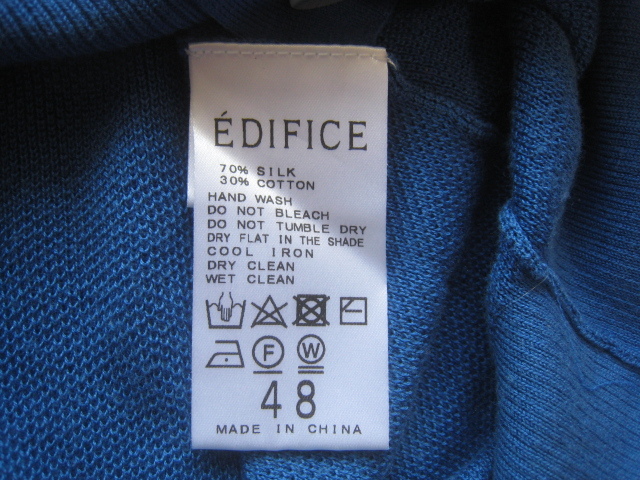 ÉDIFICE
70% SILK
30% COTTON
HAND WASH
DO NOT BLEACH
DO NOT TUMBLE DRY
DRY FLAT IN THE SHADE
COOL IRON
DRY CLEAN
WET CLEAN
F W
48
MADE IN CHINA